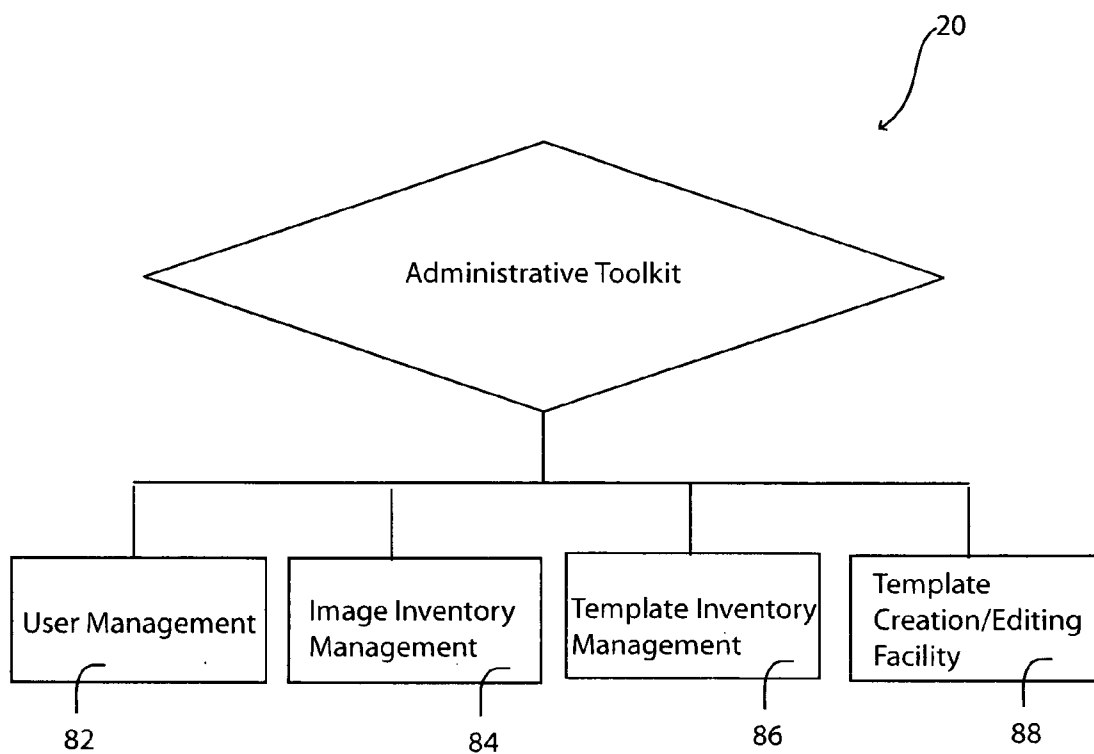 20
Administrative Toolkit
User Management
Image Inventory
Management
Template Inventory
Management
Template
Creation/Editing
Facility
82
84
86
88